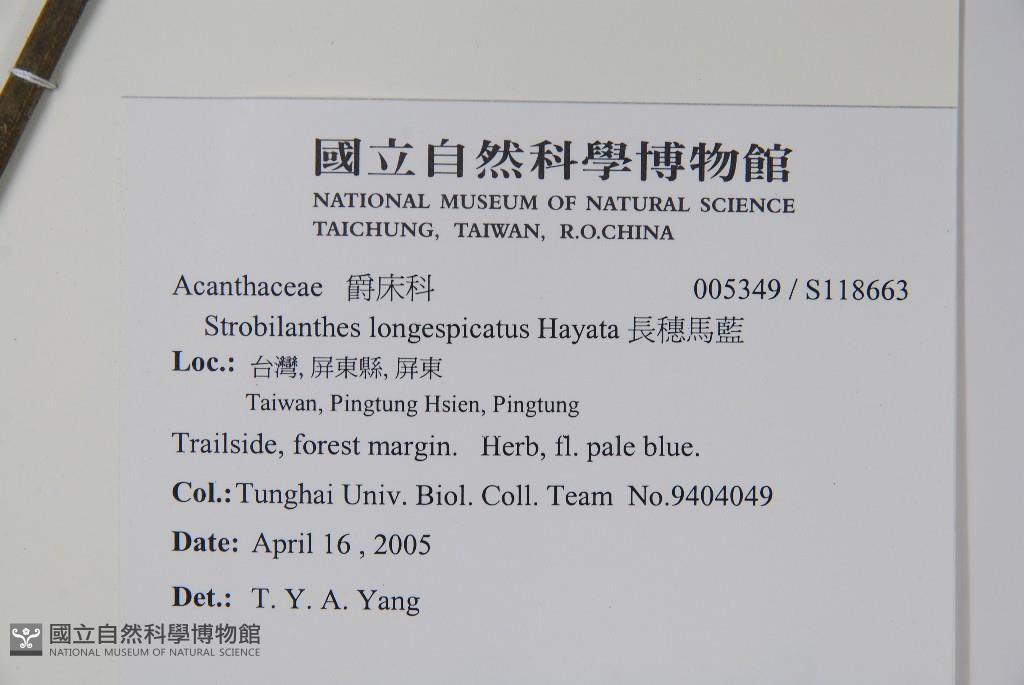 國立自然科學博物館
NATIONAL MUSEUM OF NATURAL SCIENCE
TAICHUNG, TAIWAN, R.O.CHINA
Acanthaceae 爵床科 005349 / S118663
Strobilanthes longespicatus Hayata 長穗馬藍
Loc.: 台灣, 屏東縣, 屏東
Taiwan, Pingtung Hsien, Pingtung
Trailside, forest margin. Herb, fl. pale blue.
Col.: Tunghai Univ. Biol. Coll. Team No.9404049
Date: April 16 , 2005
Det.: T. Y. A. Yang
國立自然科學博物館
NATIONAL MUSEUM OF NATURAL SCIENCE